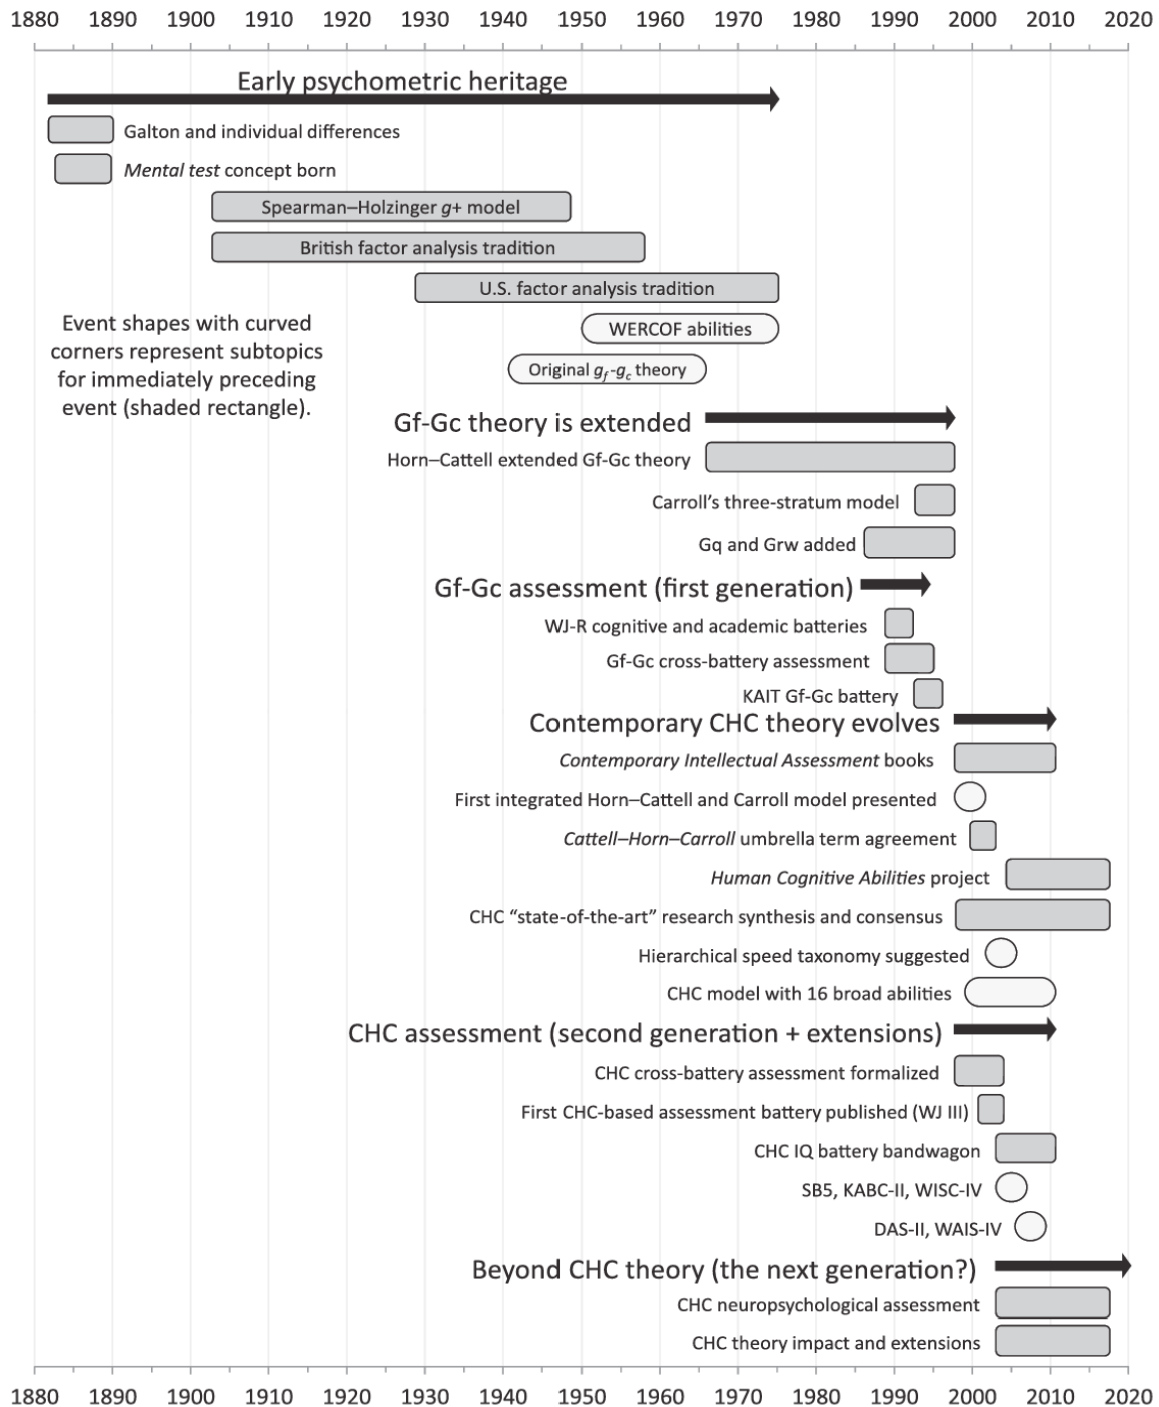 1880 1890 1900 1910 1920 1930 1940 1950 1960 1970 1980 1990 2000 2010 2020
Early psychometric heritage
Galton and individual differences
Mental test concept born
Spearman–Holzinger g+ model
British factor analysis tradition
U.S. factor analysis tradition
Event shapes with curved
corners represent subtopics
for immediately preceding
event (shaded rectangle).
WERCOF abilities
Original gf-gc theory
Gf-Gc theory is extended
Horn–Cattell extended Gf-Gc theory
Carroll’s three-stratum model
Gq and Grw added
Gf-Gc assessment (first generation)
WJ-R cognitive and academic batteries
Gf-Gc cross-battery assessment
KAIT Gf-Gc battery
Contemporary CHC theory evolves
Contemporary Intellectual Assessment books
First integrated Horn–Cattell and Carroll model presented
Cattell–Horn–Carroll umbrella term agreement
Human Cognitive Abilities project
CHC “state-of-the-art” research synthesis and consensus
Hierarchical speed taxonomy suggested
CHC model with 16 broad abilities
CHC assessment (second generation + extensions)
CHC cross-battery assessment formalized
First CHC-based assessment battery published (WJ III)
CHC IQ battery bandwagon
SB5, KABC-II, WISC-IV
DAS-II, WAIS-IV
Beyond CHC theory (the next generation?)
CHC neuropsychological assessment
CHC theory impact and extensions
1880 1890 1900 1910 1920 1930 1940 1950 1960 1970 1980 1990 2000 2010 2020